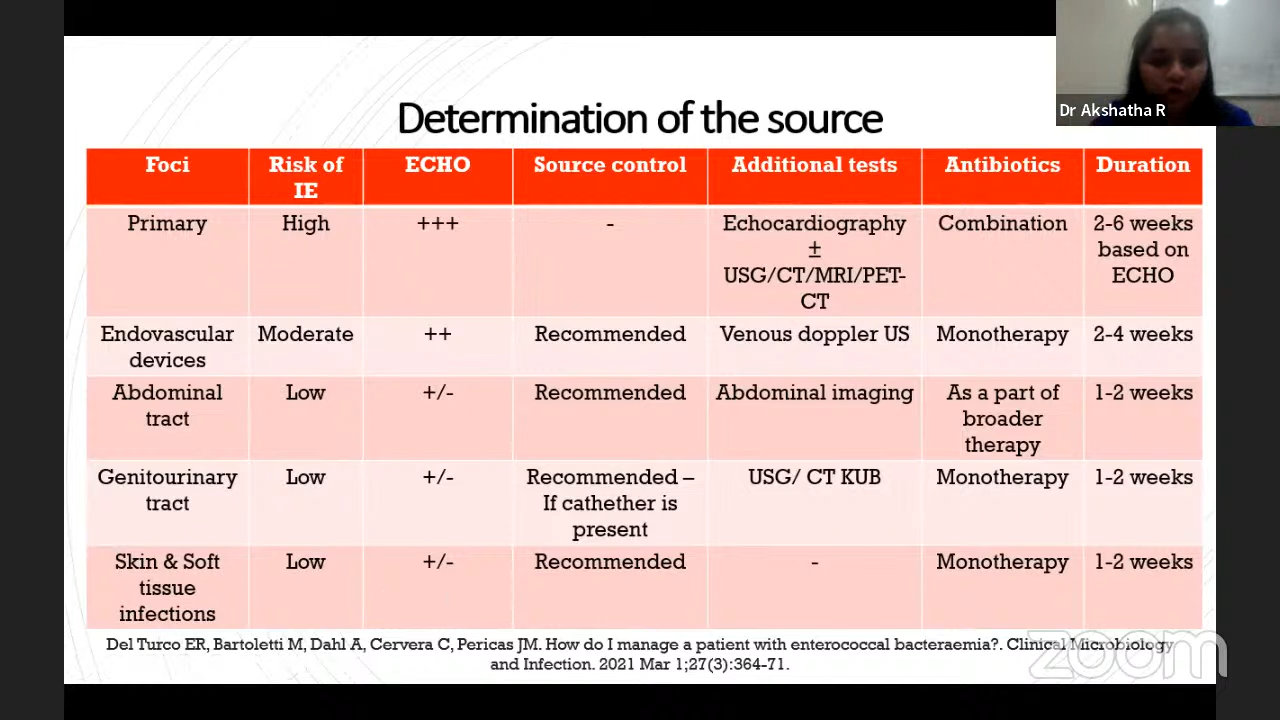 Dr Akshatha R
Determination of the source
Foci Risk of IE ECHO Source control Additional tests Antibiotics Duration
Primary High +++ - Echocardiography ± USG/CT/MRI/PET-CT Combination 2-6 weeks based on ECHO
Endovascular devices Moderate ++ Recommended Venous doppler US Monotherapy 2-4 weeks
Abdominal tract Low +/- Recommended Abdominal imaging As a part of broader therapy 1-2 weeks
Genitourinary tract Low +/- Recommended – If cathether is present USG/ CT KUB Monotherapy 1-2 weeks
Skin & Soft tissue infections Low +/- Recommended - Monotherapy 1-2 weeks
Del Turco ER, Bartoletti M, Dahl A, Cervera C, Pericas JM. How do I manage a patient with enterococcal bacteraemia?. Clinical Microbiology
and Infection. 2021 Mar 1;27(3):364-71.
zoom